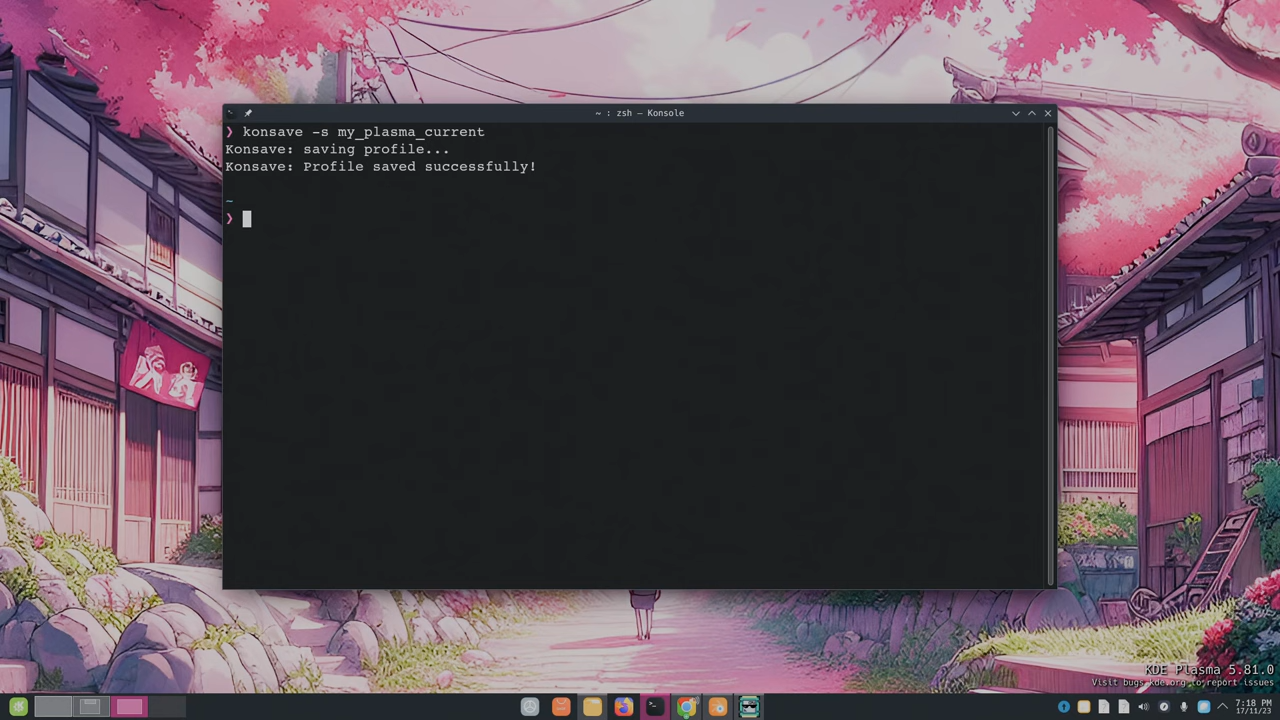 ~ : zsh — Konsole
❯ konsave -s my_plasma_current
Konsave: saving profile...
Konsave: Profile saved successfully!
~
❯
KDE Plasma 5.81.0
Visit bugs.kde.org to report issues
7:18 PM
17/11/23